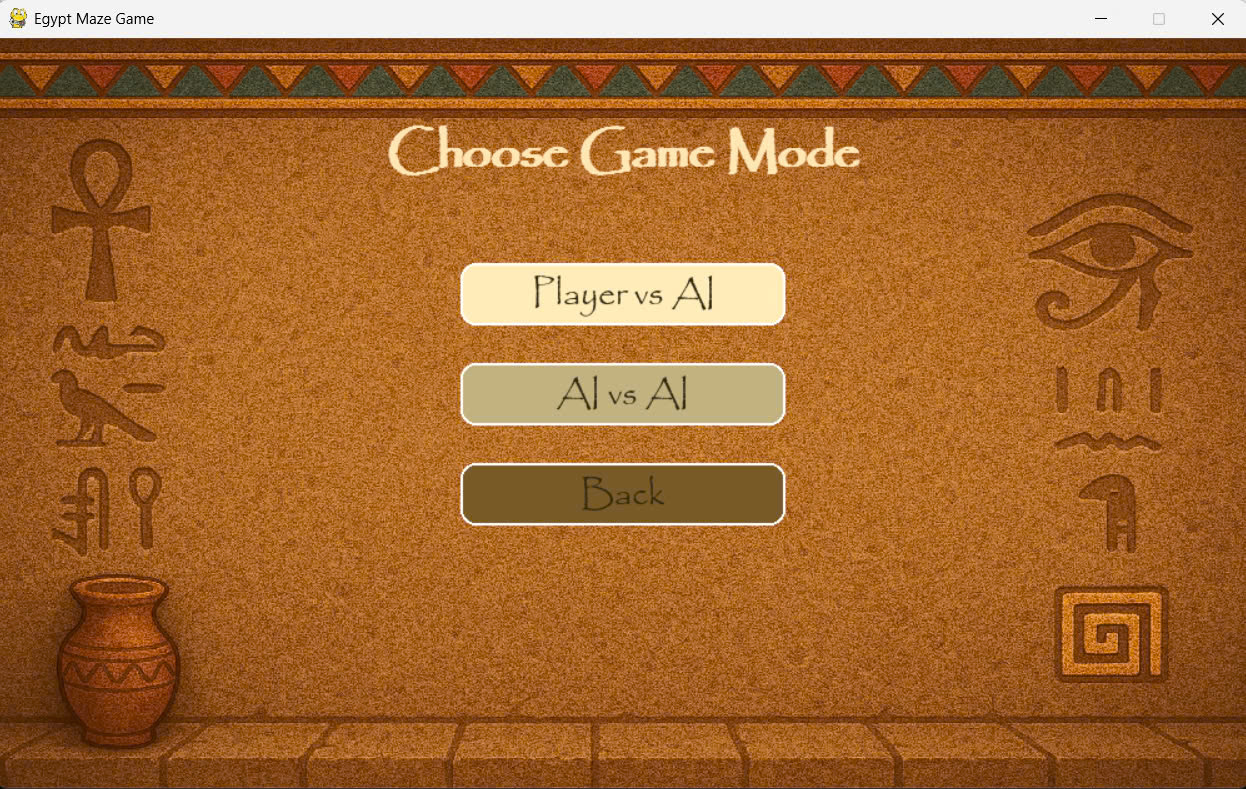 Egypt Maze Game
Choose Game Mode
Player vs AI
AI vs AI
Back